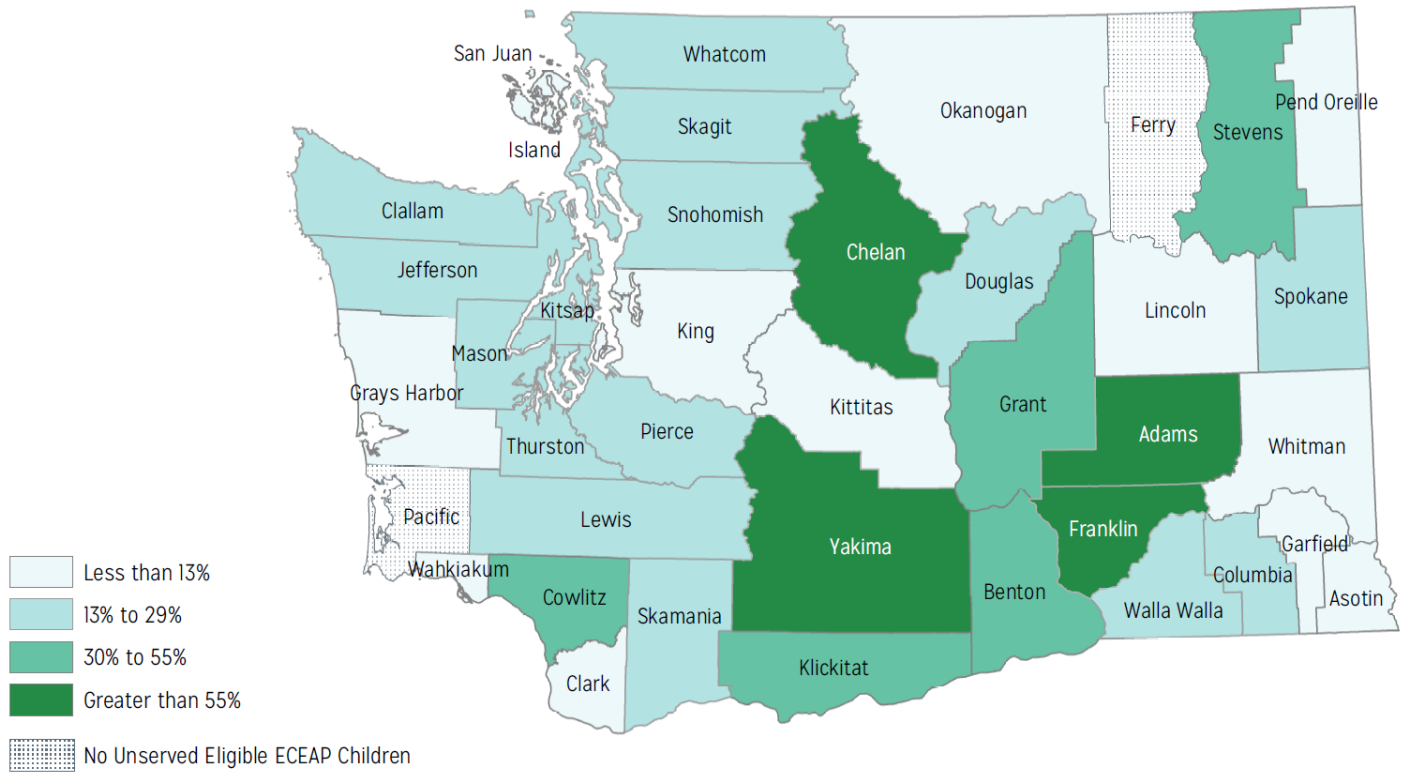 San Juan
Whatcom
Okanogan
Ferry
Stevens
Pend Oreille
Skagit
Island
Clallam
Snohomish
Chelan
Jefferson
Douglas
Kitsap
King
Lincoln
Spokane
Mason
Grays Harbor
Kittitas
Grant
Adams
Whitman
Thurston
Pierce
Pacific
Lewis
Yakima
Franklin
Garfield
Wahkiakum
Cowlitz
Skamania
Benton
Columbia
Walla Walla
Asotin
Klickitat
Clark
Less than 13%
13% to 29%
30% to 55%
Greater than 55%
No Unserved Eligible ECEAP Children